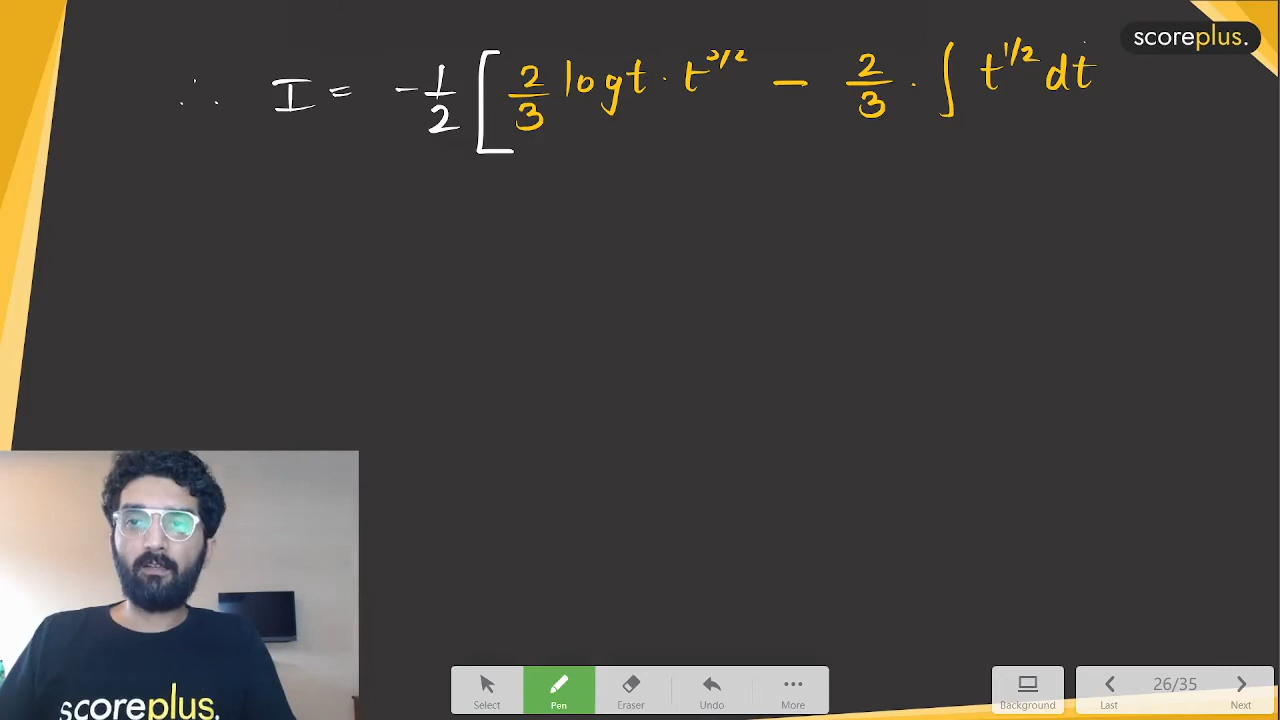 scoreplus.
∴ I = -1/2 [ 2/3 logt · t^3/2 - 2/3 · ∫ t^1/2 dt
scoreplus.
Select Pen Eraser Undo More Background Last 26/35 Next